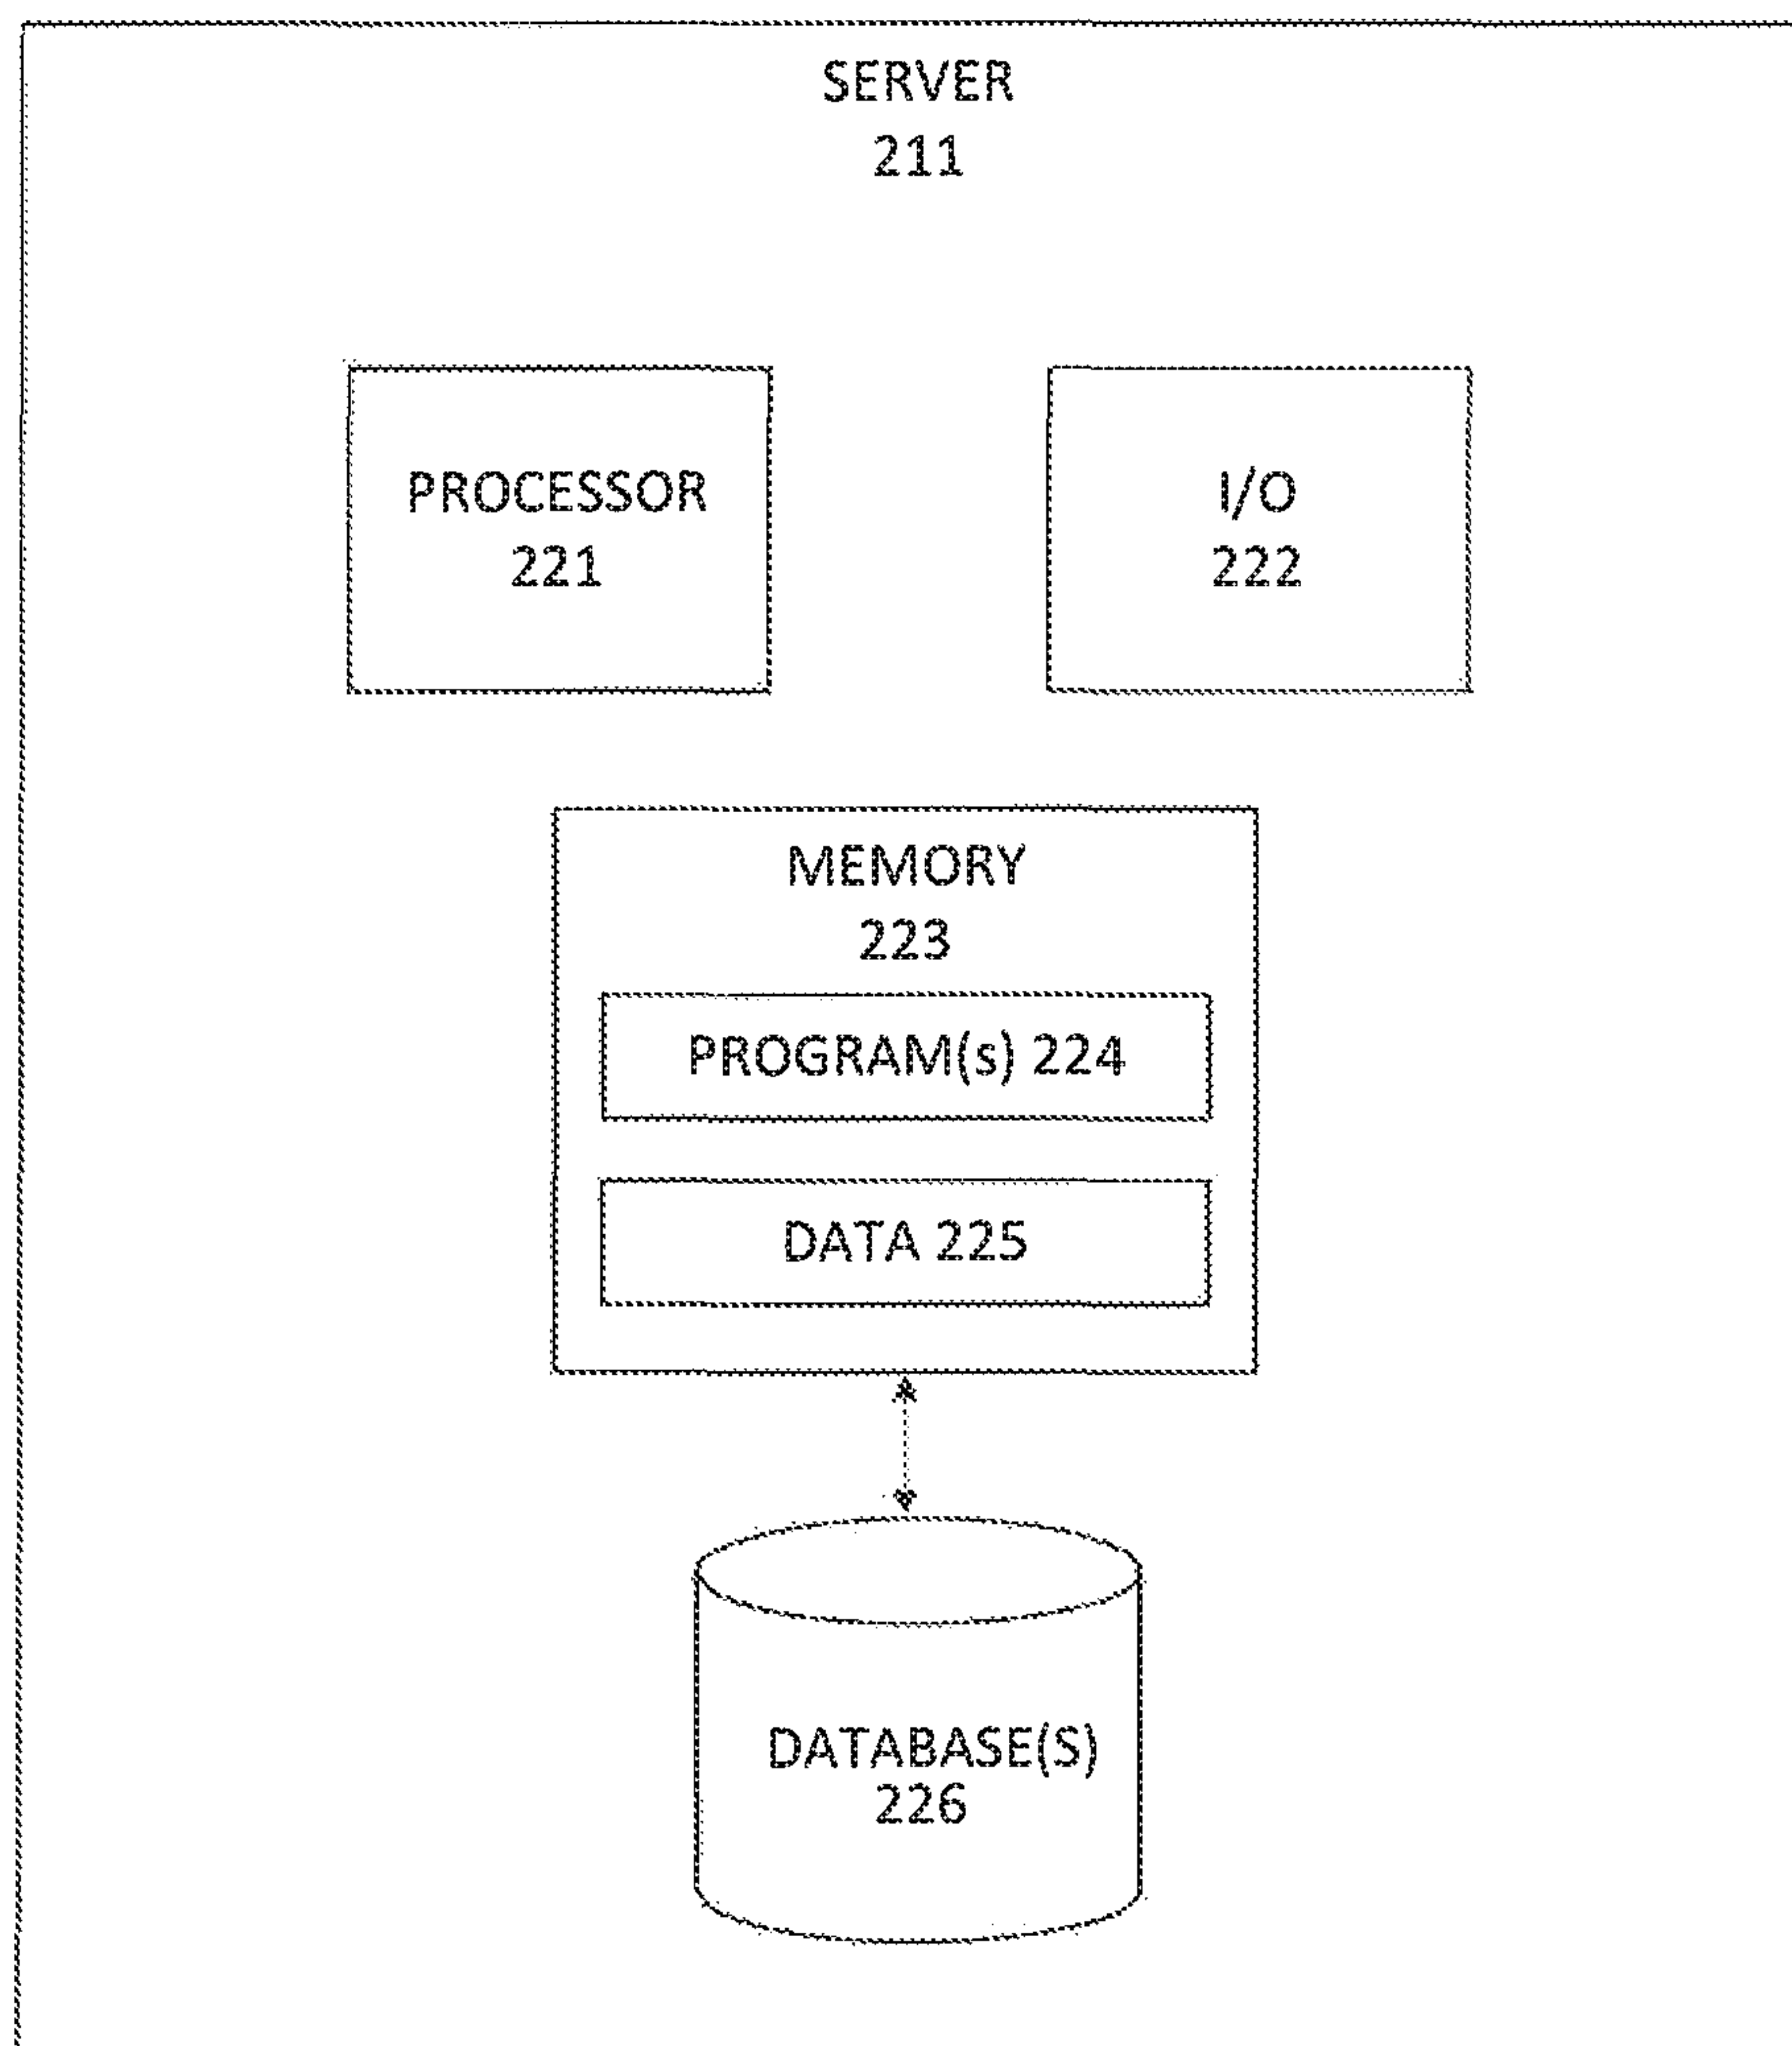 SERVER
211
PROCESSOR
221
I/O
222
MEMORY
223
PROGRAM(s) 224
DATA 225
DATABASE(S)
226